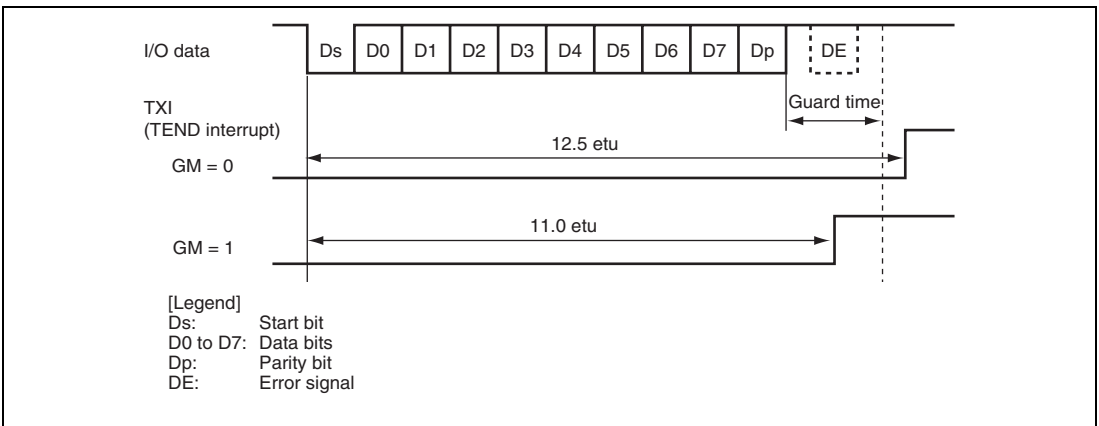 I/O data
Ds D0 D1 D2 D3 D4 D5 D6 D7 Dp DE
Guard time
TXI
(TEND interrupt)
12.5 etu
GM = 0
11.0 etu
GM = 1
[Legend]
Ds: Start bit
D0 to D7: Data bits
Dp: Parity bit
DE: Error signal